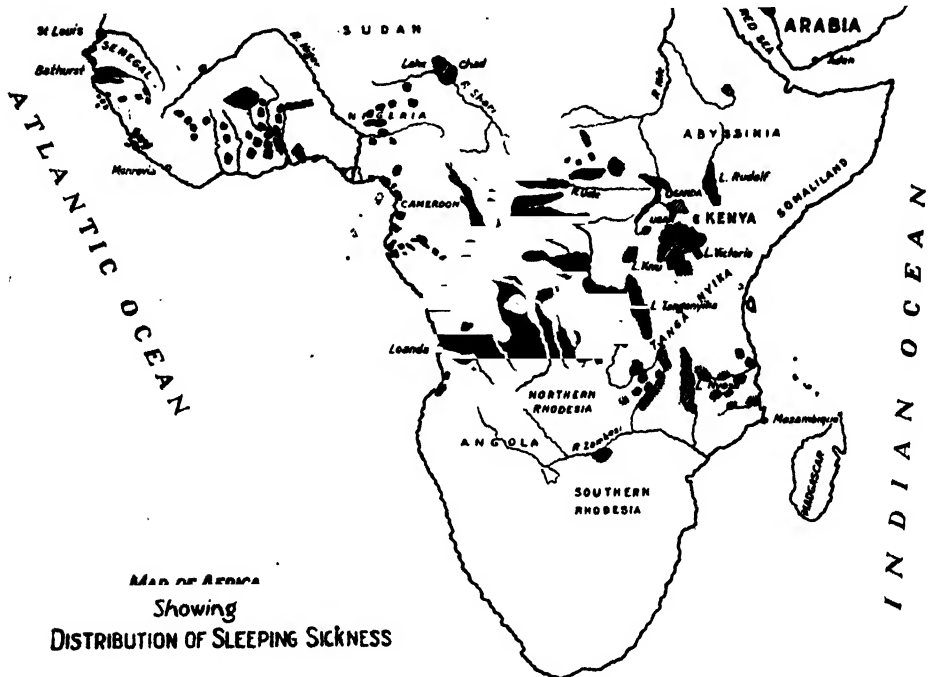 SUDAN
ARABIA
RED SEA
Aden
St Louis
SENEGAL
Bathurst
R. Niger
Lake Chad
R. Shari
R. Nile
NIGERIA
ABYSSINIA
Monrovia
L. Rudolf
SOMALILAND
CAMEROON
R. Uele
UGANDA
KENYA
L. Victoria
L. Kivu
L. Tanganyika
TANGANYIKA
Loanda
NORTHERN
RHODESIA
Mozambique
ANGOLA
R. Zambesi
SOUTHERN
RHODESIA
MADAGASCAR
ATLANTIC OCEAN
INDIAN OCEAN
MAP OF AFRICA
Showing
DISTRIBUTION OF SLEEPING SICKNESS